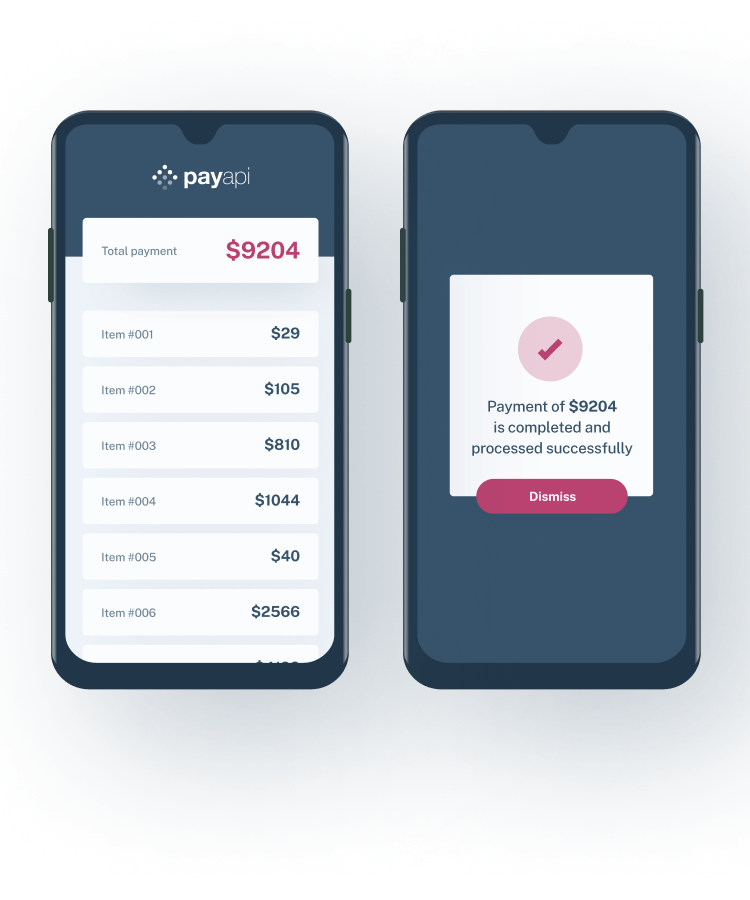 payapi
Total payment $9204
Item #001 $29
Item #002 $105
Item #003 $810
Item #004 $1044
Item #005 $40
Item #006 $2566
Payment of $9204
is completed and
processed successfully
Dismiss